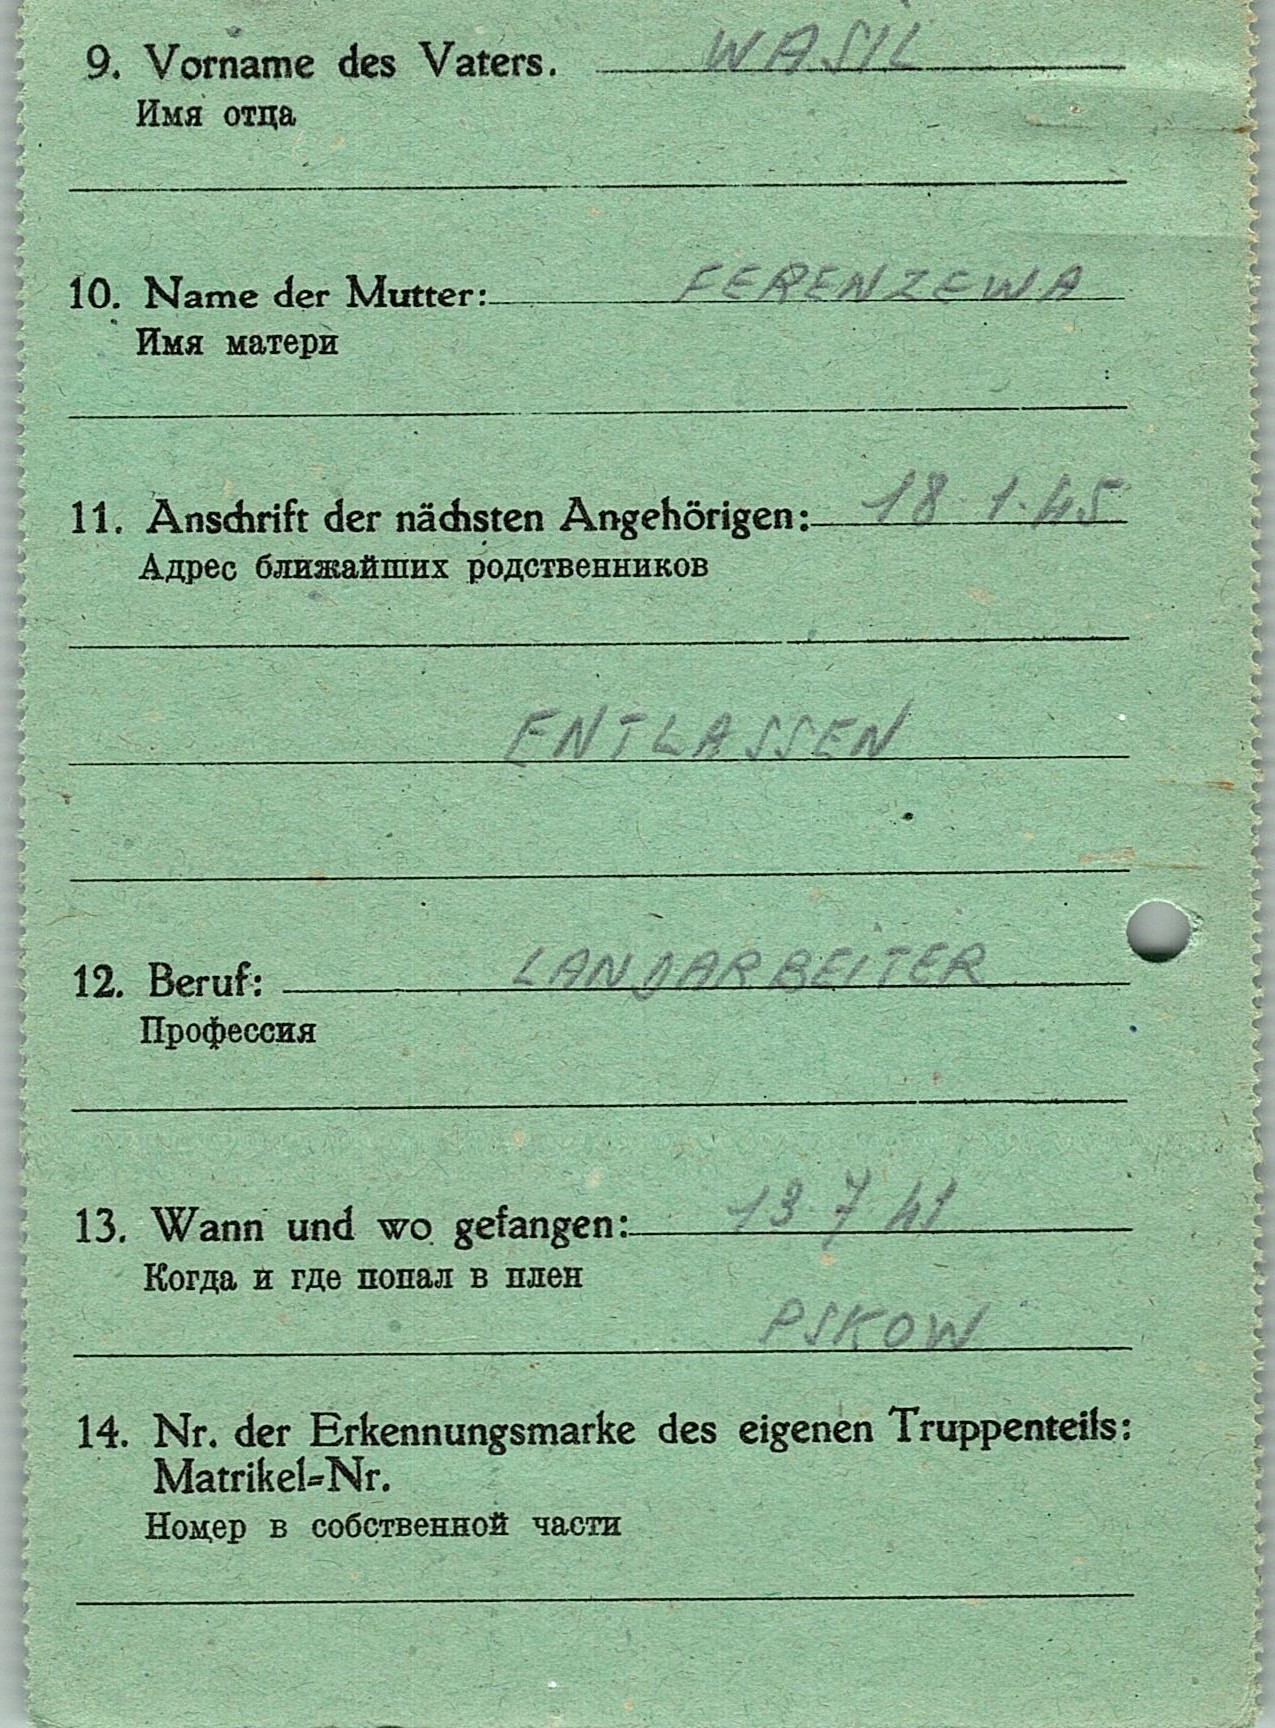 9. Vorname des Vaters. WASIL
Имя отца
10. Name der Mutter: FERENZEWA
Имя матери
11. Anschrift der nächsten Angehörigen: 18.1.45
Адрес ближайших родственников
ENTLASSEN
12. Beruf: LANDARBEITER
Профессия
13. Wann und wo gefangen: 13.7.41
Когда и где попал в плен
PSKOW
14. Nr. der Erkennungsmarke des eigenen Truppenteils:
Matrikel-Nr.
Номер в собственной части